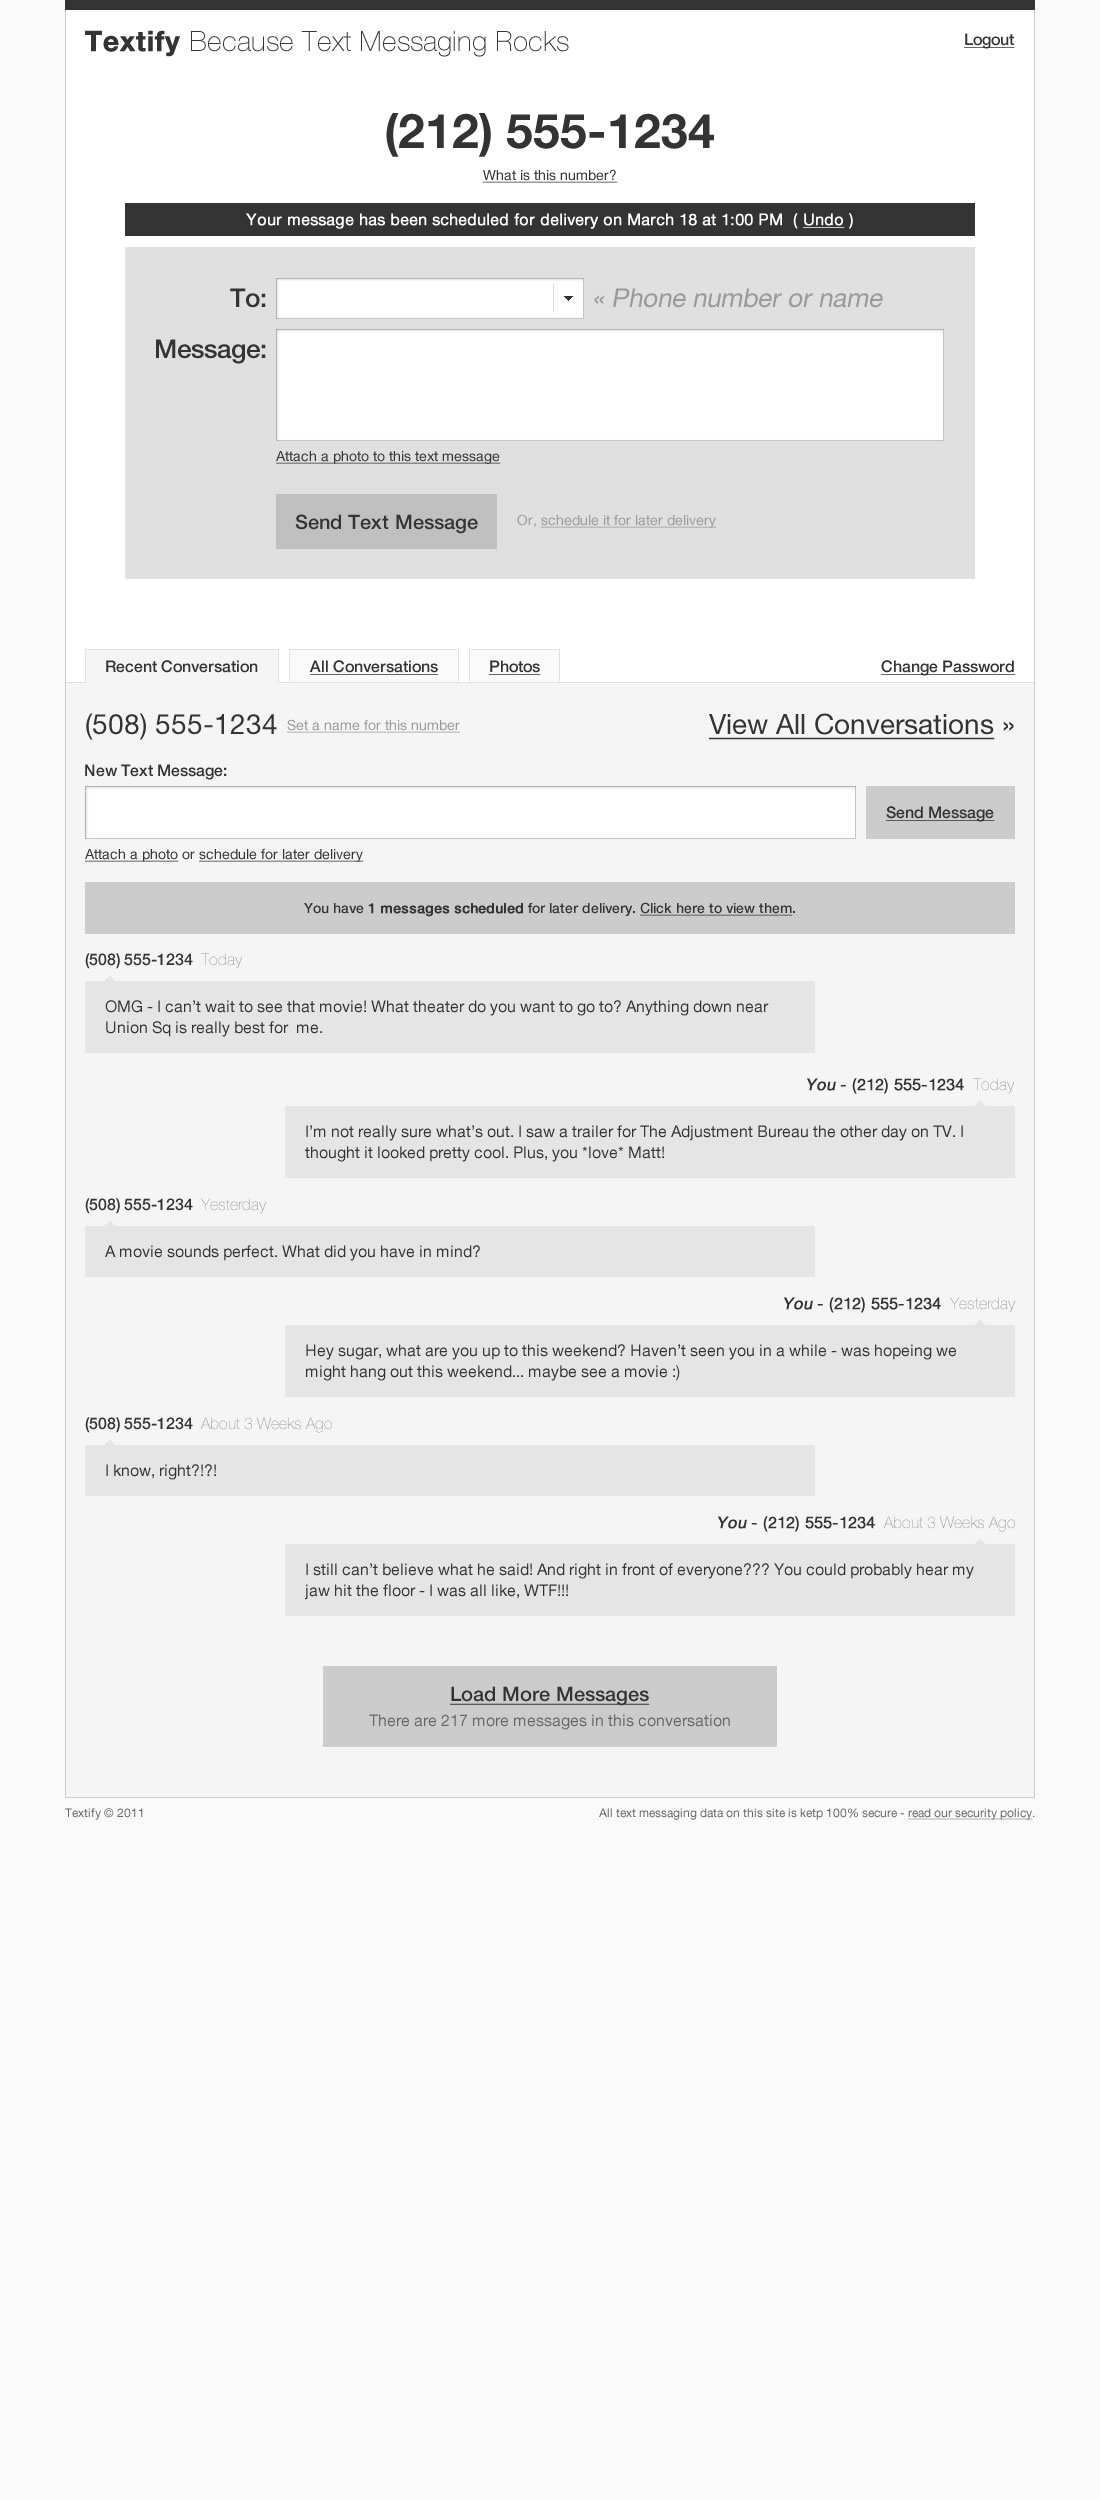 Textify Because Text Messaging Rocks
Logout
(212) 555-1234
What is this number?
Your message has been scheduled for delivery on March 18 at 1:00 PM ( Undo )
To:
« Phone number or name
Message:
Attach a photo to this text message
Send Text Message
Or, schedule it for later delivery
Recent Conversation
All Conversations
Photos
Change Password
(508) 555-1234 Set a name for this number
View All Conversations »
New Text Message:
Send Message
Attach a photo or schedule for later delivery
You have 1 messages scheduled for later delivery. Click here to view them.
(508) 555-1234 Today
OMG - I can’t wait to see that movie! What theater do you want to go to? Anything down near
Union Sq is really best for me.
You - (212) 555-1234 Today
I’m not really sure what’s out. I saw a trailer for The Adjustment Bureau the other day on TV. I
thought it looked pretty cool. Plus, you *love* Matt!
(508) 555-1234 Yesterday
A movie sounds perfect. What did you have in mind?
You - (212) 555-1234 Yesterday
Hey sugar, what are you up to this weekend? Haven’t seen you in a while - was hopeing we
might hang out this weekend... maybe see a movie :)
(508) 555-1234 About 3 Weeks Ago
I know, right?!?!
You - (212) 555-1234 About 3 Weeks Ago
I still can’t believe what he said! And right in front of everyone??? You could probably hear my
jaw hit the floor - I was all like, WTF!!!
Load More Messages
There are 217 more messages in this conversation
Textify © 2011
All text messaging data on this site is ketp 100% secure - read our security policy.